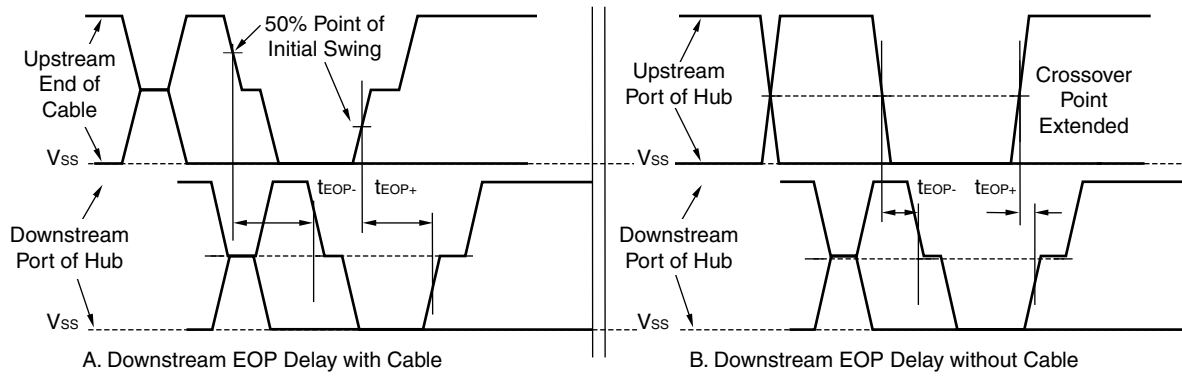 50% Point of
Initial Swing
Upstream
End of
Cable
VSS
tEOP-
tEOP+
Downstream
Port of Hub
VSS
A. Downstream EOP Delay with Cable
Upstream
Port of Hub
Crossover
Point
Extended
VSS
tEOP-
tEOP+
Downstream
Port of Hub
VSS
B. Downstream EOP Delay without Cable